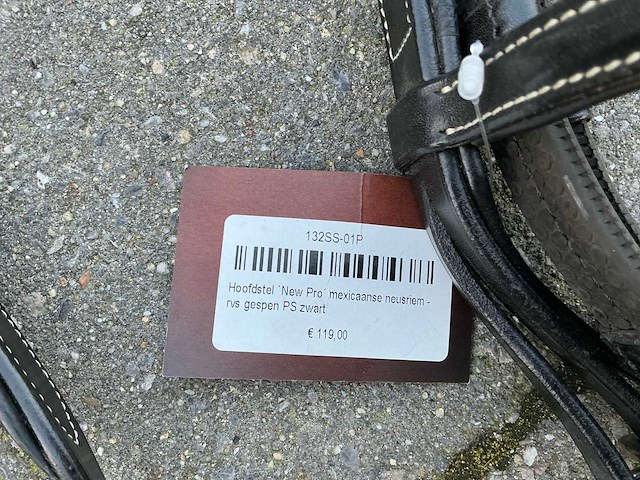 132SS-01P
Hoofdstel ´New Pro´ mexicaanse neusriem -
rvs gespen PS zwart
€ 119,00